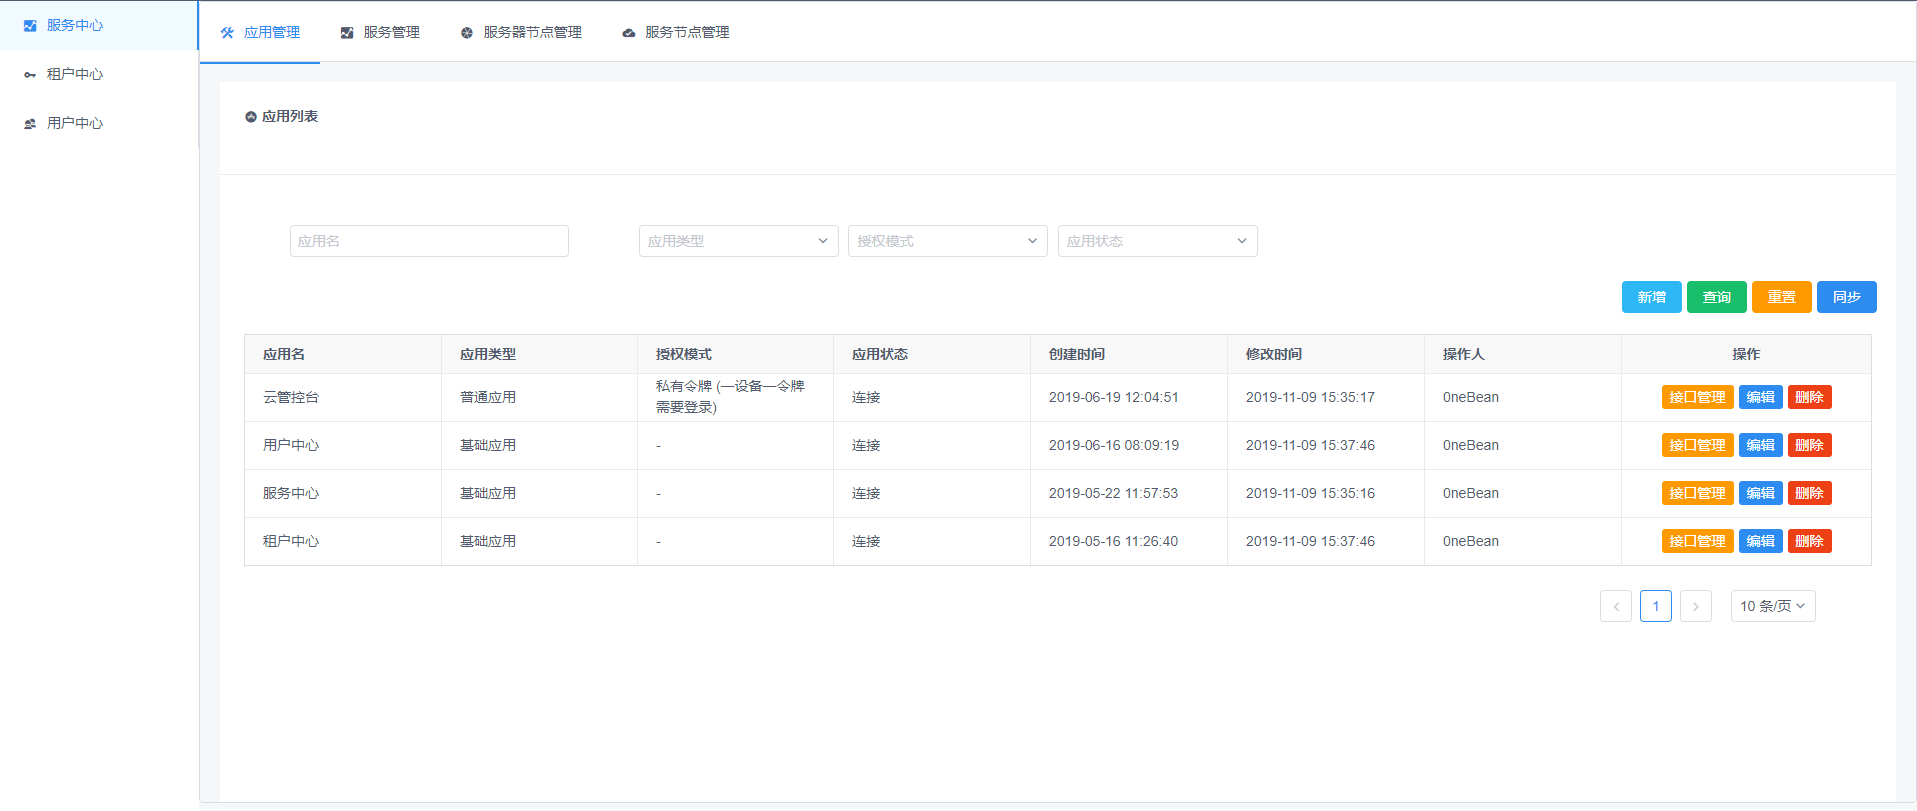 服务中心
租户中心
用户中心
应用管理 服务管理 服务器节点管理 服务节点管理
应用列表
应用名 应用类型 授权模式 应用状态
新增 查询 重置 同步
应用名 应用类型 授权模式 应用状态 创建时间 修改时间 操作人 操作
云管控台 普通应用 私有令牌 (一设备一令牌 需要登录) 连接 2019-06-19 12:04:51 2019-11-09 15:35:17 0neBean 接口管理 编辑 删除
用户中心 基础应用 - 连接 2019-06-16 08:09:19 2019-11-09 15:37:46 0neBean 接口管理 编辑 删除
服务中心 基础应用 - 连接 2019-05-22 11:57:53 2019-11-09 15:35:16 0neBean 接口管理 编辑 删除
租户中心 基础应用 - 连接 2019-05-16 11:26:40 2019-11-09 15:37:46 0neBean 接口管理 编辑 删除
1 10 条/页